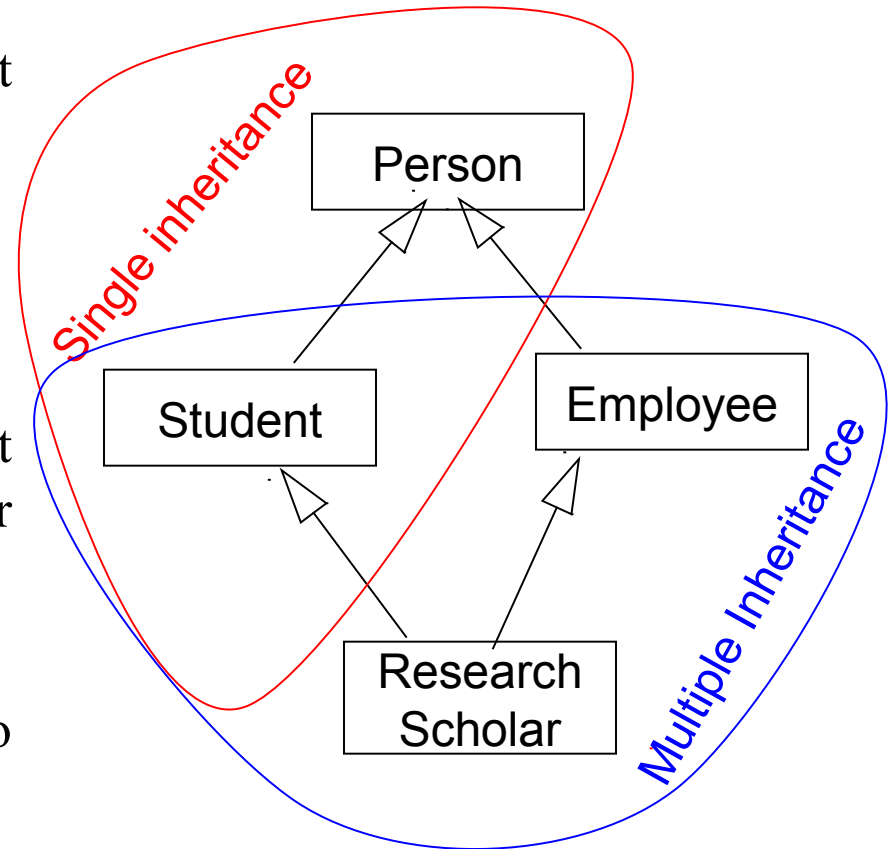 t
Single inheritance
Person
Student
Employee
t
r
Multiple Inheritance
Research
Scholar
o